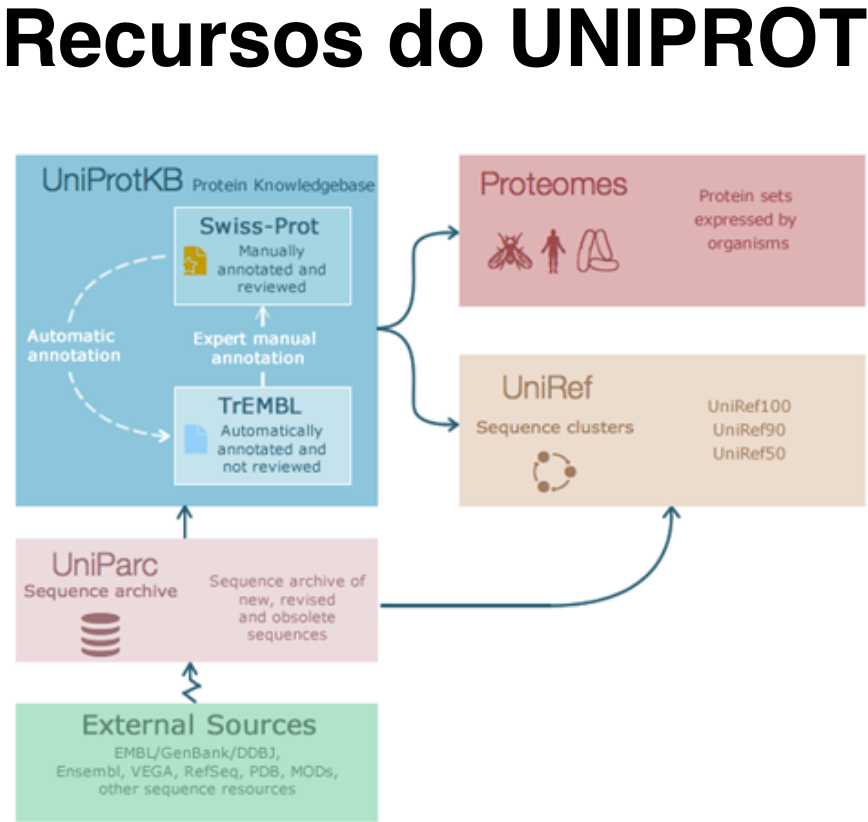 Recursos do UNIPROT
UniProtKB Protein Knowledgebase
Swiss-Prot
Manually
annotated and
reviewed
Automatic
annotation
Expert manual
annotation
TrEMBL
Automatically
annotated and
not reviewed
Proteomes
Protein sets
expressed by
organisms
UniRef
Sequence clusters
UniRef100
UniRef90
UniRef50
UniParc
Sequence archive
Sequence archive of
new, revised
and obsolete
sequences
External Sources
EMBL/GenBank/DDBJ,
Ensembl, VEGA, RefSeq, PDB, MODs,
other sequence resources